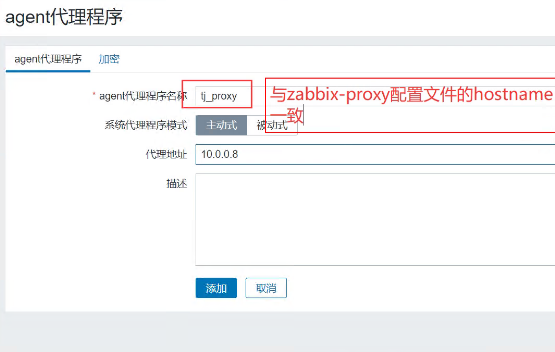 agent代理程序
agent代理程序 加密
* agent代理程序名称 tj_proxy
与zabbix-proxy配置文件的hostname
一致
系统代理程序模式 主动式 被动式
代理地址 10.0.0.8
描述
添加 取消